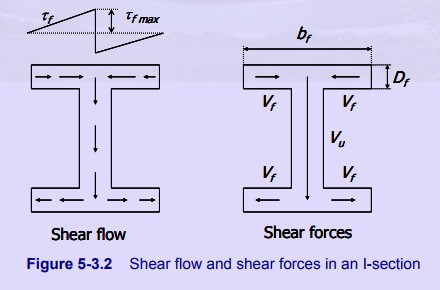 τf
τf max
bf
Df
Vf
Vf
Vu
Vf
Vf
Shear flow
Shear forces
Figure 5-3.2 Shear flow and shear forces in an I-section